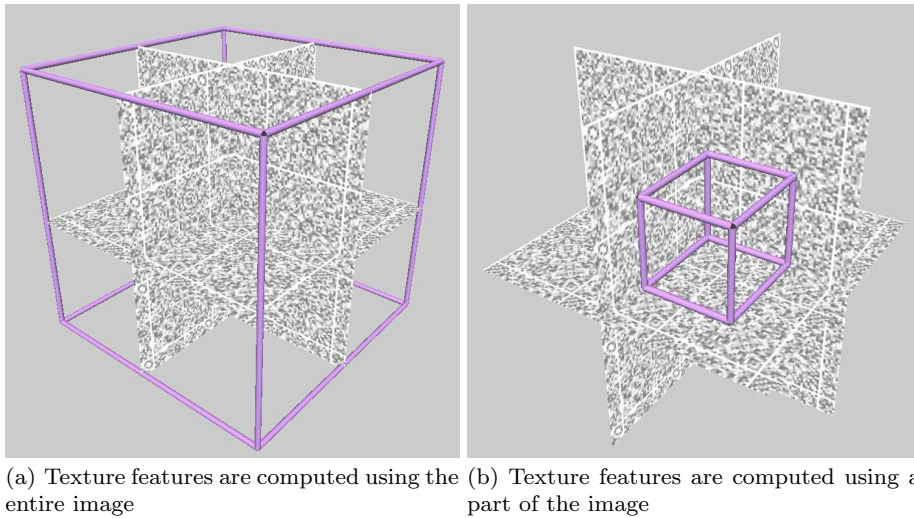 (a) Texture features are computed using the
entire image
(b) Texture features are computed using a
part of the image